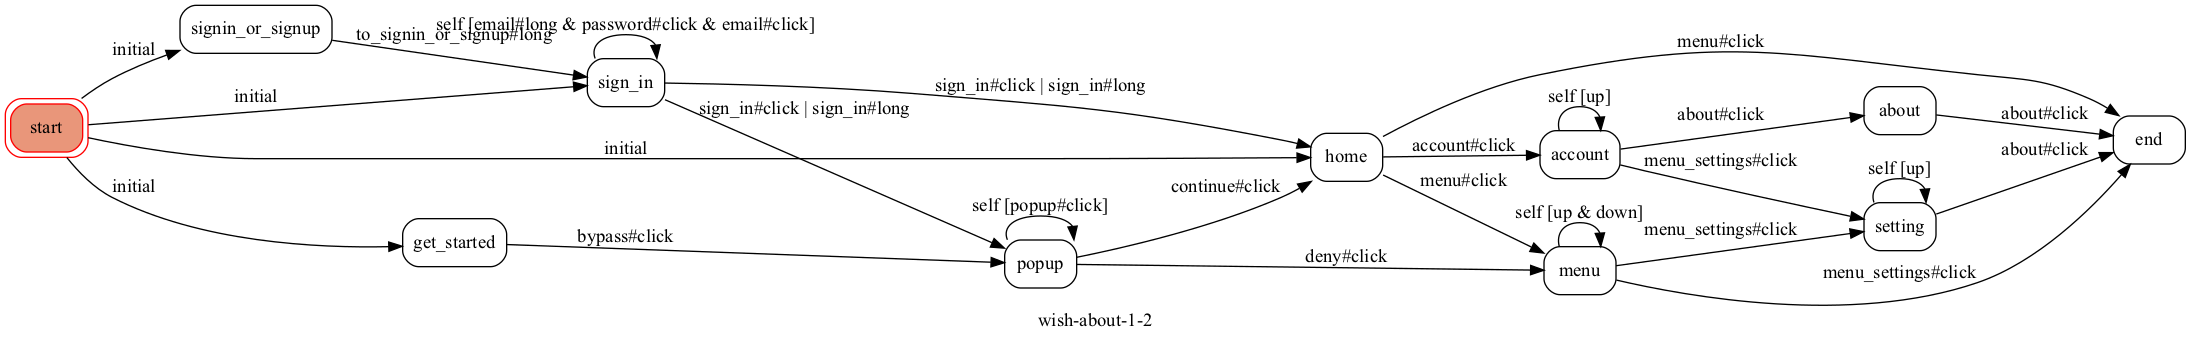 signin_or_signup
self [email#long & password#click & email#click]
to_signin_or_signup#long
initial
sign_in
menu#click
initial
sign_in#click | sign_in#long
sign_in#click | sign_in#long
self [up]
about
start
initial
home
account#click
account
about#click
about#click
end
menu_settings#click
about#click
initial
continue#click
menu#click
self [up]
self [popup#click]
self [up & down]
menu_settings#click
setting
get_started
bypass#click
popup
deny#click
menu
menu_settings#click
wish-about-1-2